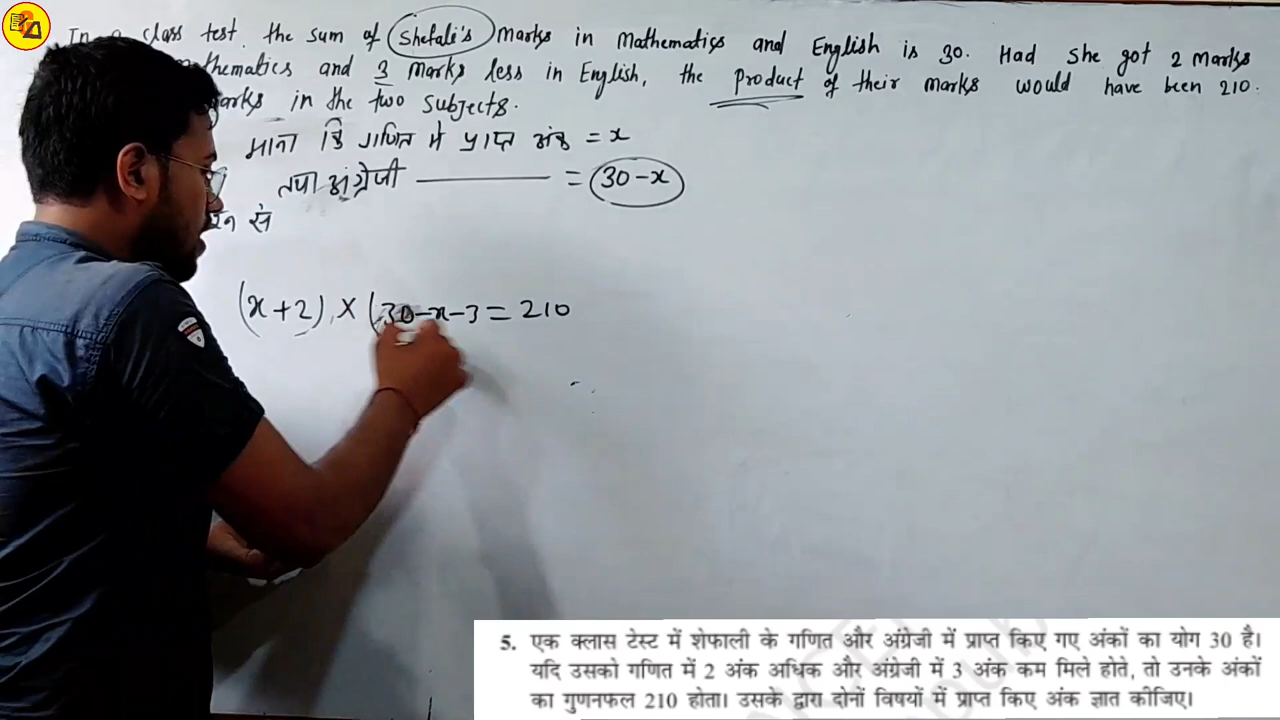 In a class test, the sum of Shefali's marks in Mathematics and English is 30. Had she got 2 marks
thematics and 3 marks less in English, the product of their marks would have been 210.
marks in the two subjects.
माना कि गणित मे प्राप्त अंक = x
तथा अंग्रेजी ——— = 30-x
श्न से
(x+2) × (30-x-3 = 210
5. एक क्लास टेस्ट में शेफाली के गणित और अंग्रेजी में प्राप्त किए गए अंकों का योग 30 है।
यदि उसको गणित में 2 अंक अधिक और अंग्रेजी में 3 अंक कम मिले होते, तो उनके अंकों
का गुणनफल 210 होता। उसके द्वारा दोनों विषयों में प्राप्त किए अंक ज्ञात कीजिए।